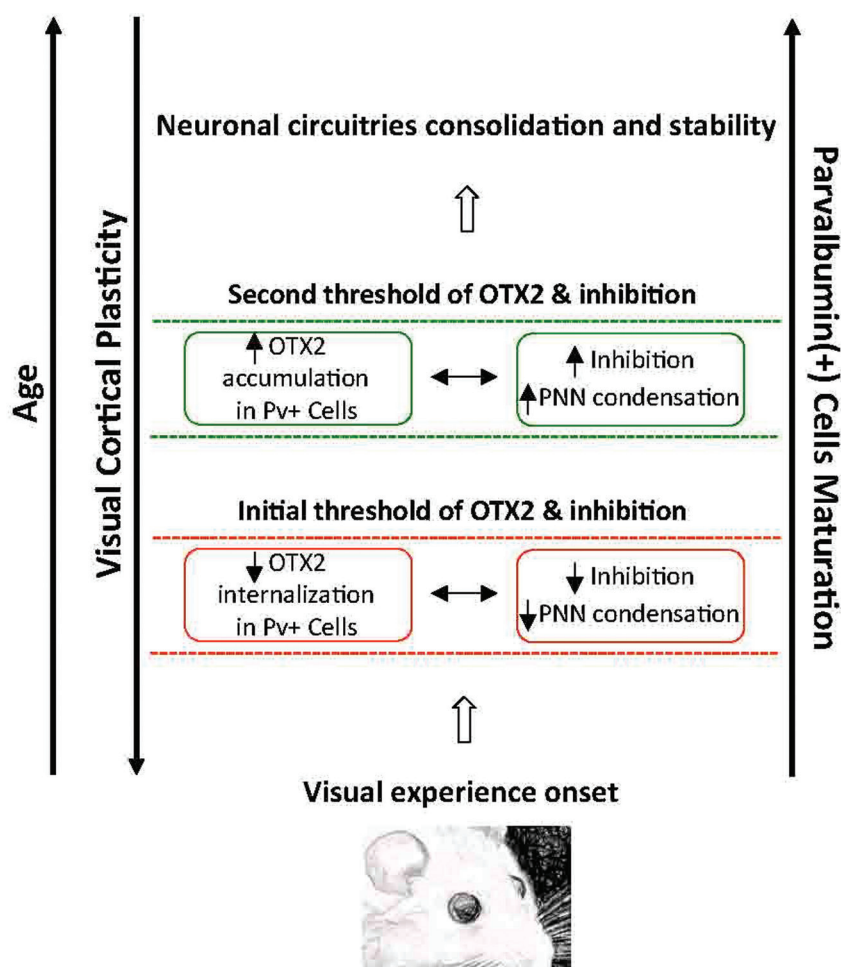 Age
Visual Cortical Plasticity
Neuronal circuitries consolidation and stability
Second threshold of OTX2 & inhibition
OTX2
accumulation
in Pv+ Cells
Inhibition
PNN condensation
Initial threshold of OTX2 & inhibition
OTX2
internalization
in Pv+ Cells
Inhibition
PNN condensation
Visual experience onset
Parvalbumin(+) Cells Maturation